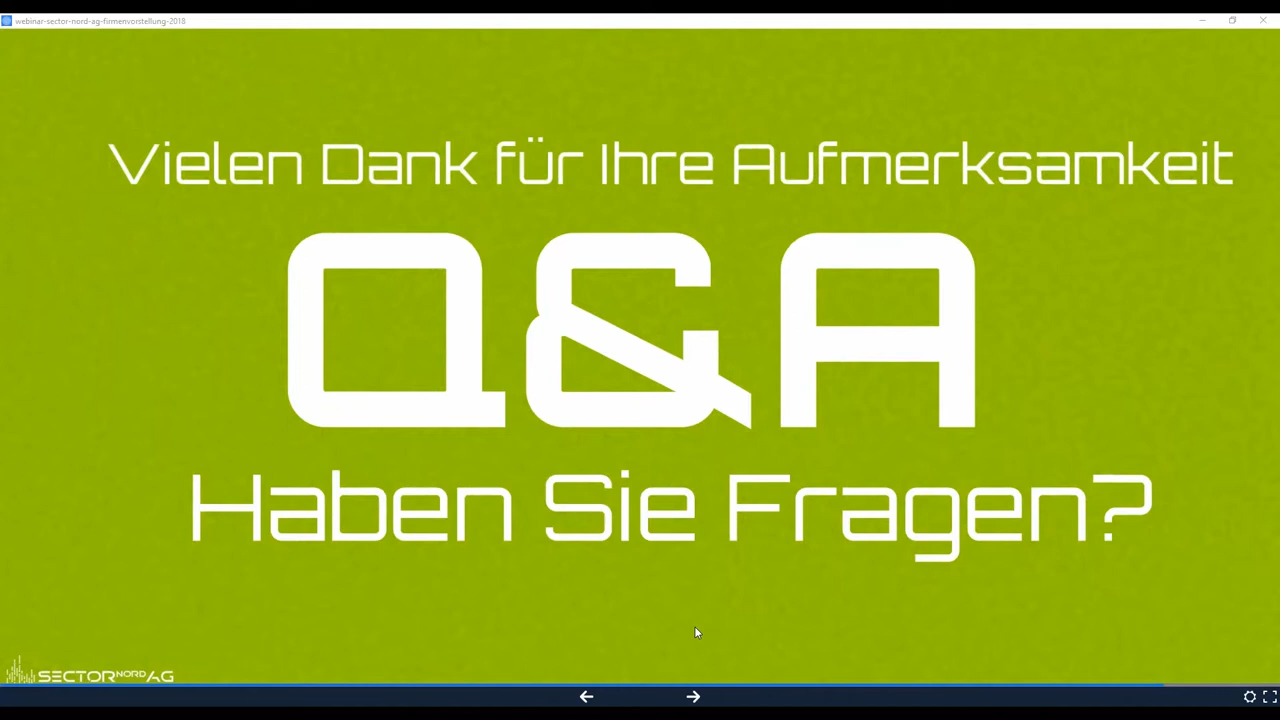 webinar-sector-nord-ag-firmenvorstellung-2018
Vielen Dank für Ihre Aufmerksamkeit
Q&A
Haben Sie Fragen?
SECTOR NORD AG